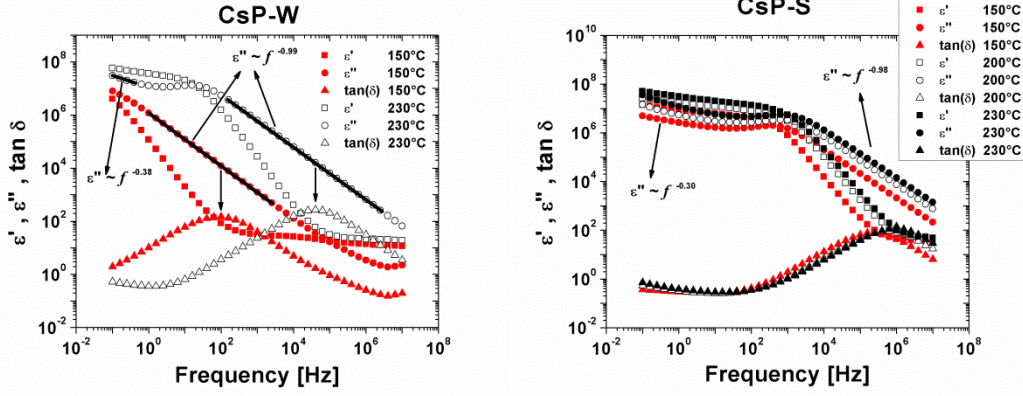 CsP-W
ε' 150°C
ε'' 150°C
tan(δ) 150°C
ε' 230°C
ε'' 230°C
tan(δ) 230°C
ε'' ~ f -0.99
ε'' ~ f -0.38
ε', ε'', tan δ
10^8
10^6
10^4
10^2
10^0
10^-2
10^-2 10^0 10^2 10^4 10^6 10^8
Frequency [Hz]
CsP-S
ε' 150°C
ε'' 150°C
tan(δ) 150°C
ε' 200°C
ε'' 200°C
tan(δ) 200°C
ε' 230°C
ε'' 230°C
tan(δ) 230°C
ε'' ~ f -0.98
ε'' ~ f -0.30
ε', ε'', tan δ
10^10
10^8
10^6
10^4
10^2
10^0
10^-2
10^-2 10^0 10^2 10^4 10^6 10^8
Frequency [Hz]